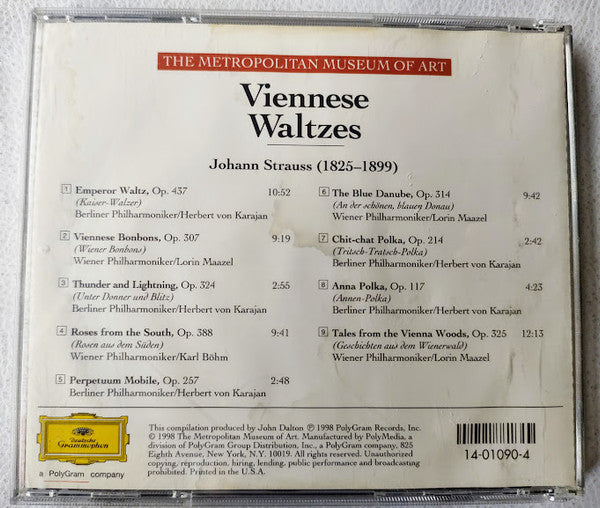 THE METROPOLITAN MUSEUM OF ART
Viennese
Waltzes
Johann Strauss (1825–1899)
1 Emperor Waltz, Op. 437 10:52
(Kaiser-Walzer)
Berliner Philharmoniker/Herbert von Karajan
2 Viennese Bonbons, Op. 307 9:19
(Wiener Bonbons)
Wiener Philharmoniker/Lorin Maazel
3 Thunder and Lightning, Op. 324 2:55
(Unter Donner und Blitz)
Berliner Philharmoniker/Herbert von Karajan
4 Roses from the South, Op. 388 9:41
(Rosen aus dem Süden)
Wiener Philharmoniker/Karl Böhm
5 Perpetuum Mobile, Op. 257 2:48
Berliner Philharmoniker/Herbert von Karajan
6 The Blue Danube, Op. 314 9:42
(An der schönen, blauen Donau)
Wiener Philharmoniker/Lorin Maazel
7 Chit-chat Polka, Op. 214 2:42
(Tritsch-Tratsch-Polka)
Berliner Philharmoniker/Herbert von Karajan
8 Anna Polka, Op. 117 4:23
(Annen-Polka)
Berliner Philharmoniker/Herbert von Karajan
9 Tales from the Vienna Woods, Op. 325 12:13
(Geschichten aus dem Wienerwald)
Wiener Philharmoniker/Lorin Maazel
Deutsche
Grammophon
a PolyGram company
This compilation produced by John Dalton ℗ 1998 PolyGram Records, Inc.
© 1998 The Metropolitan Museum of Art. Manufactured by PolyMedia, a
division of PolyGram Group Distribution, Inc., a PolyGram company, 825
Eighth Avenue, New York, N.Y. 10019. All rights reserved. Unauthorized
copying, reproduction, hiring, lending, public performance and broadcasting
prohibited. Printed in the U.S.A.
14-01090-4